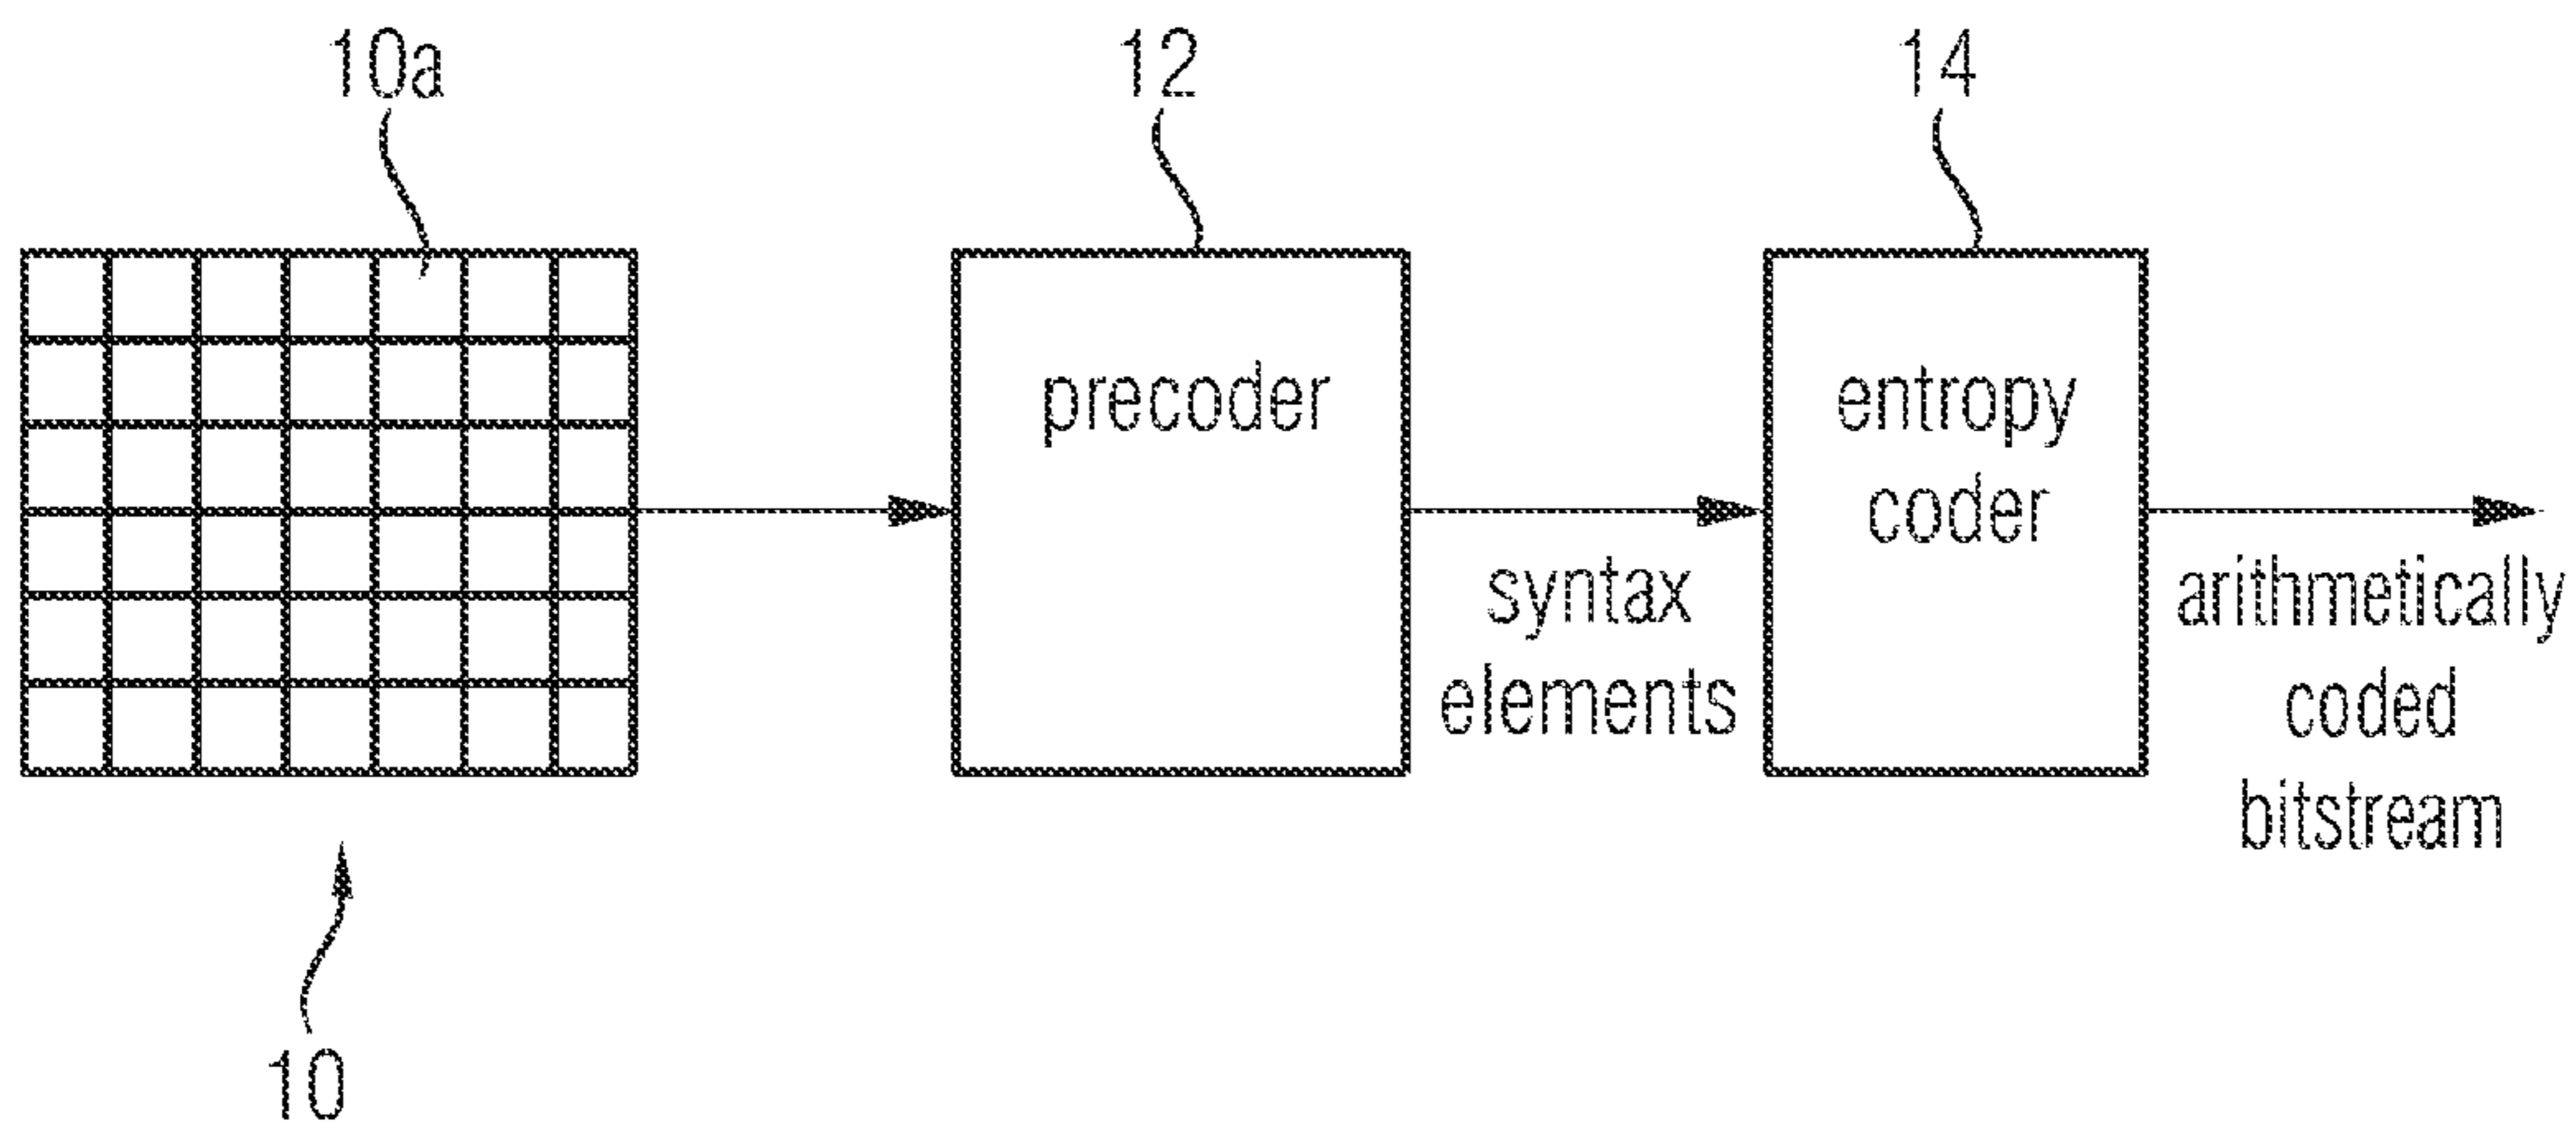 10a
12
14
precoder
entropy
coder
syntax
elements
arithmetically
coded
bitstream
10